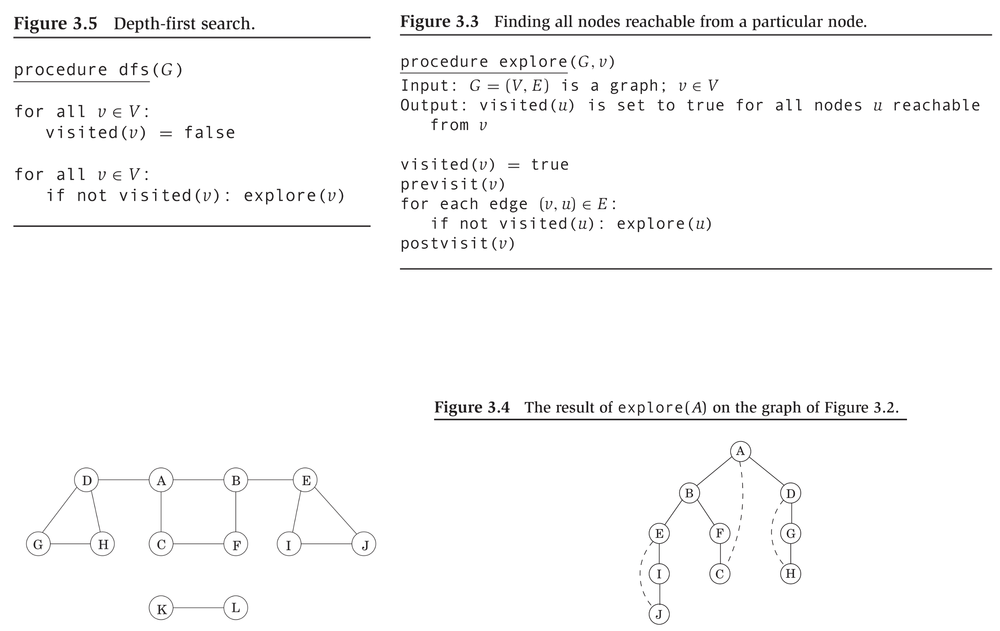 Figure 3.5 Depth-first search.
procedure dfs(G)
for all v ∈ V:
visited(v) = false
for all v ∈ V:
if not visited(v): explore(v)
Figure 3.3 Finding all nodes reachable from a particular node.
procedure explore(G, v)
Input: G = (V, E) is a graph; v ∈ V
Output: visited(u) is set to true for all nodes u reachable
from v
visited(v) = true
previsit(v)
for each edge (v, u) ∈ E:
if not visited(u): explore(u)
postvisit(v)
D A B E
G H C F I J
K L
Figure 3.4 The result of explore(A) on the graph of Figure 3.2.
A
B D
E F G
I C H
J